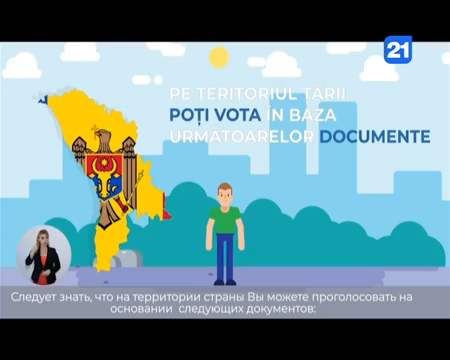 21
PE TERITORIUL ȚĂRII
POȚI VOTA ÎN BAZA
URMĂTOARELOR DOCUMENTE
Следует знать, что на территории страны Вы можете проголосовать на
основании следующих документов: